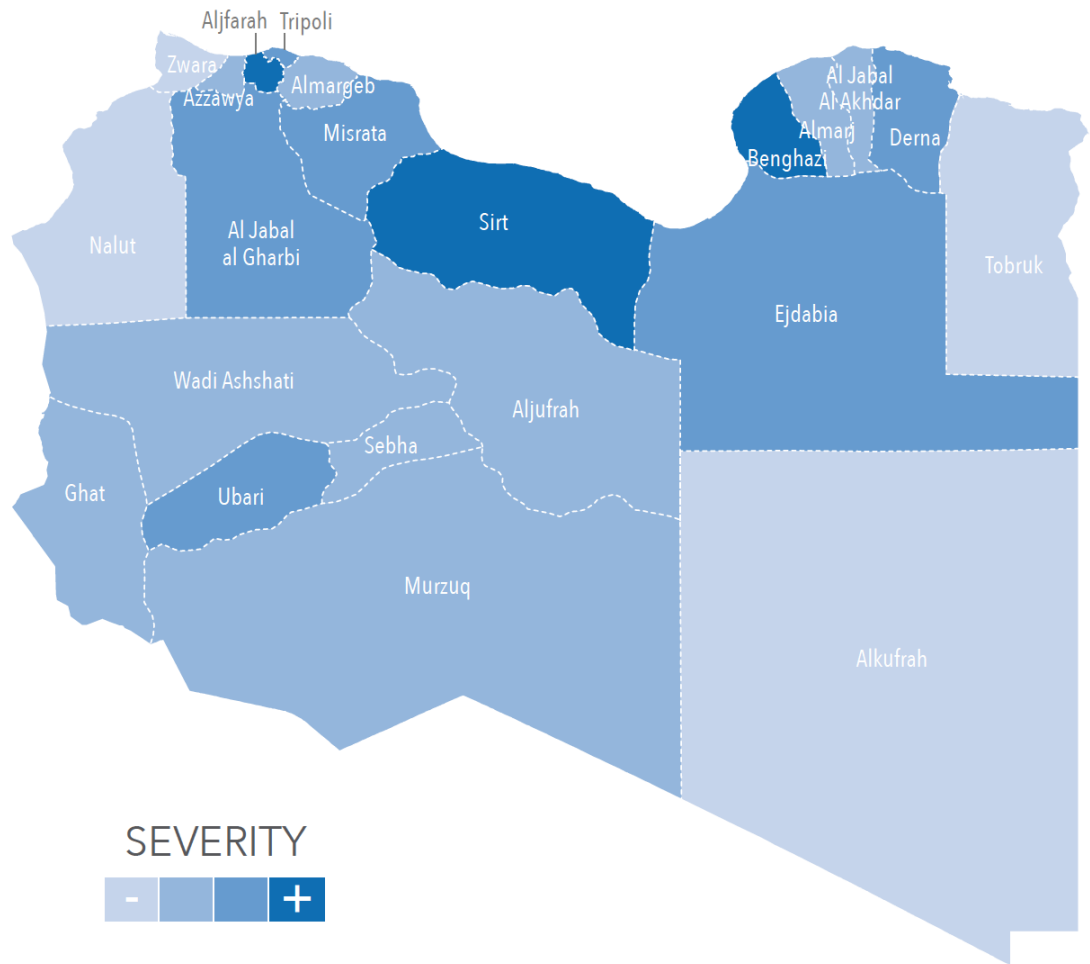 Aljfarah
Tripoli
Zwara
Azzawya
Almargeb
Misrata
Al Jabal
Al Akhdar
Almarj
Benghazi
Derna
Nalut
Al Jabal
al Gharbi
Sirt
Tobruk
Ejdabia
Wadi Ashshati
Aljufrah
Sebha
Ghat
Ubari
Murzuq
Alkufrah
SEVERITY
- +